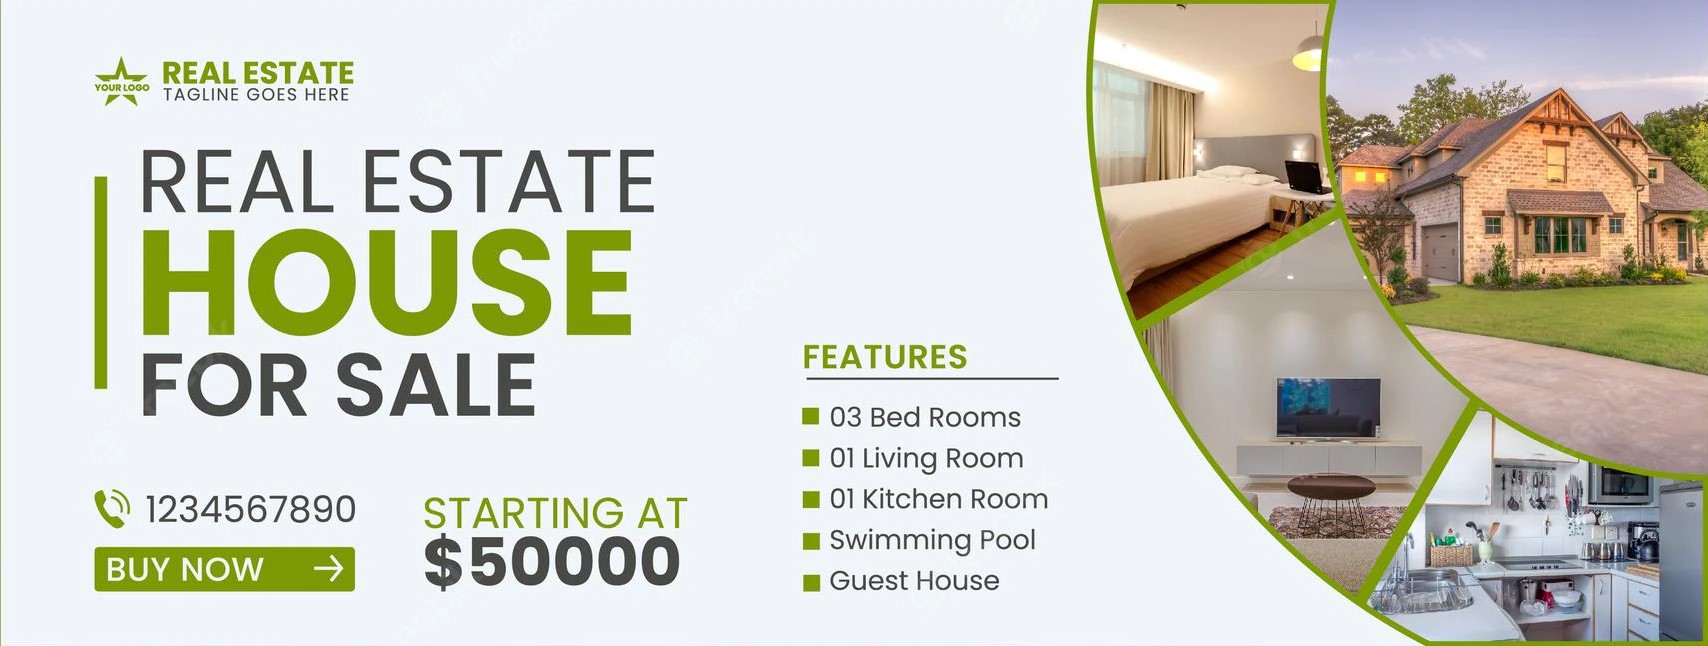 YOUR LOGO
REAL ESTATE
TAGLINE GOES HERE
REAL ESTATE
HOUSE
FOR SALE
1234567890
BUY NOW
STARTING AT
$50000
FEATURES
03 Bed Rooms
01 Living Room
01 Kitchen Room
Swimming Pool
Guest House